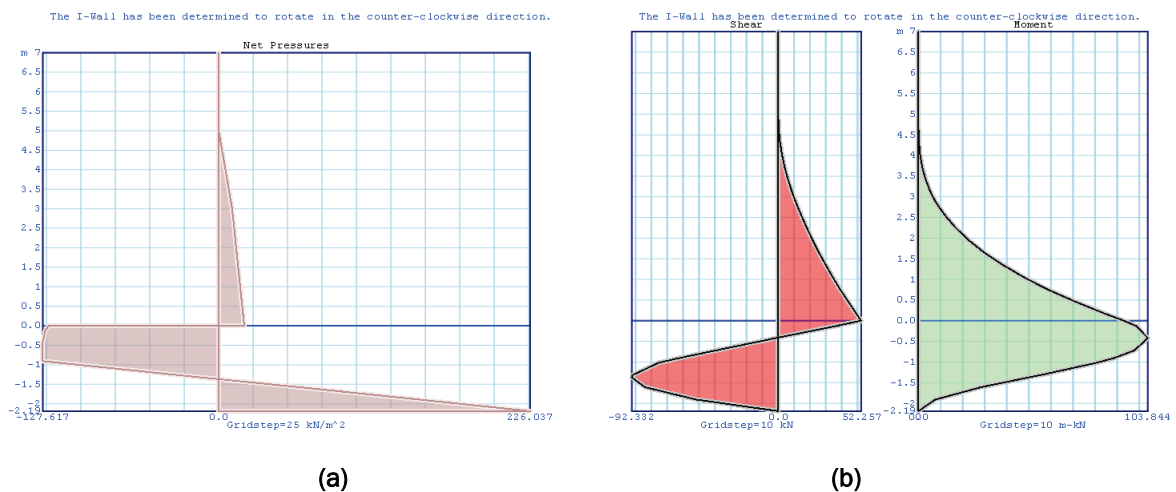 The I-Wall has been determined to rotate in the counter-clockwise direction.
Net Pressures
m 7
6.5
6
5.5
5
4.5
4
3.5
3
2.5
2
1.5
1
0.5
0.0
-0.5
-1
-1.5
-2
-2.19
-127.617 0.0 226.037
Gridstep=25 kN/m^2
(a)
The I-Wall has been determined to rotate in the counter-clockwise direction.
Shear
-92.332 0.0 52.257
Gridstep=10 kN
Moment
m 7
6.5
6
5.5
5
4.5
4
3.5
3
2.5
2
1.5
1
0.5
0.0
-0.5
-1
-1.5
-2
-2.19
103.844
Gridstep=10 m-kN
(b)